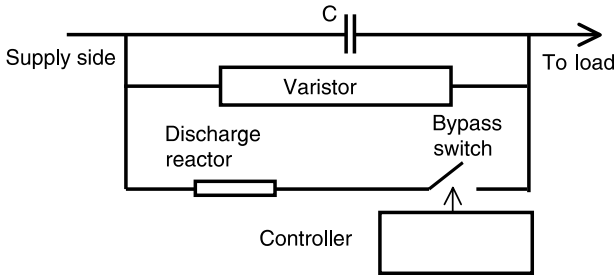 C
Supply side
To load
Varistor
Discharge
reactor
Bypass
switch
Controller